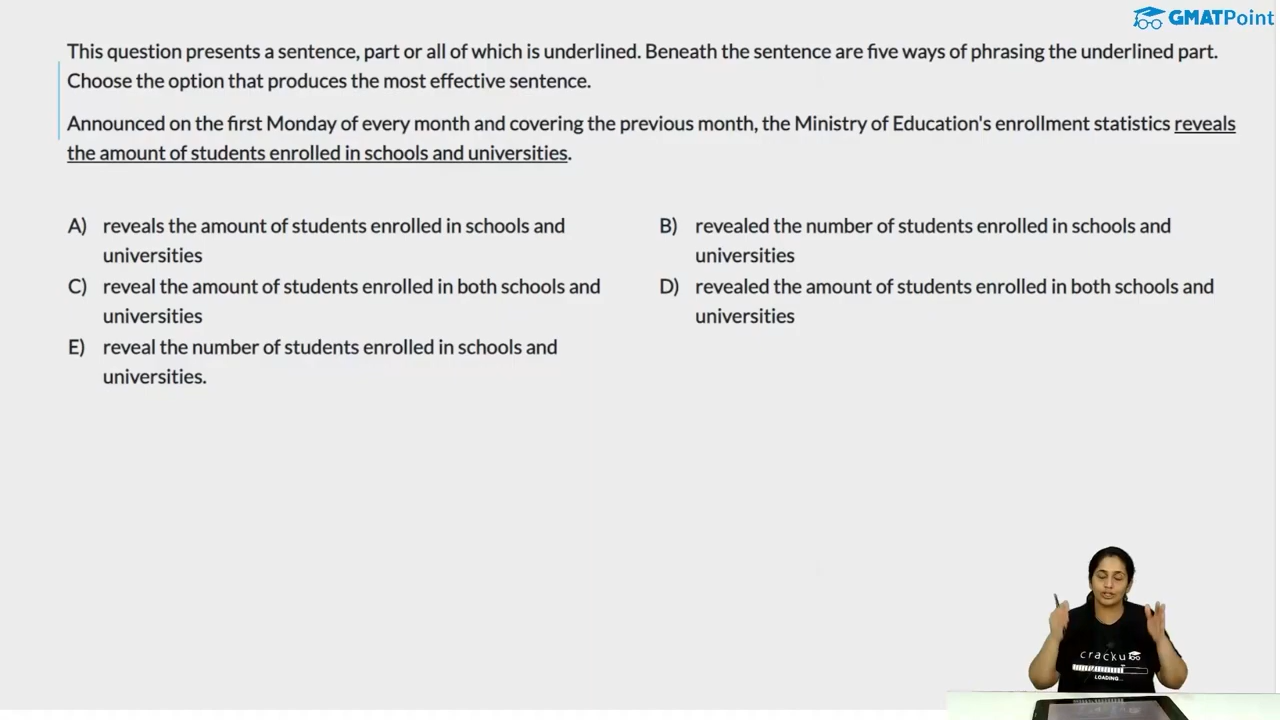 GMATPoint
This question presents a sentence, part or all of which is underlined. Beneath the sentence are five ways of phrasing the underlined part.
Choose the option that produces the most effective sentence.
Announced on the first Monday of every month and covering the previous month, the Ministry of Education's enrollment statistics reveals
the amount of students enrolled in schools and universities.
A) reveals the amount of students enrolled in schools and
universities
B) revealed the number of students enrolled in schools and
universities
C) reveal the amount of students enrolled in both schools and
universities
D) revealed the amount of students enrolled in both schools and
universities
E) reveal the number of students enrolled in schools and
universities.
cracku
LOADING...